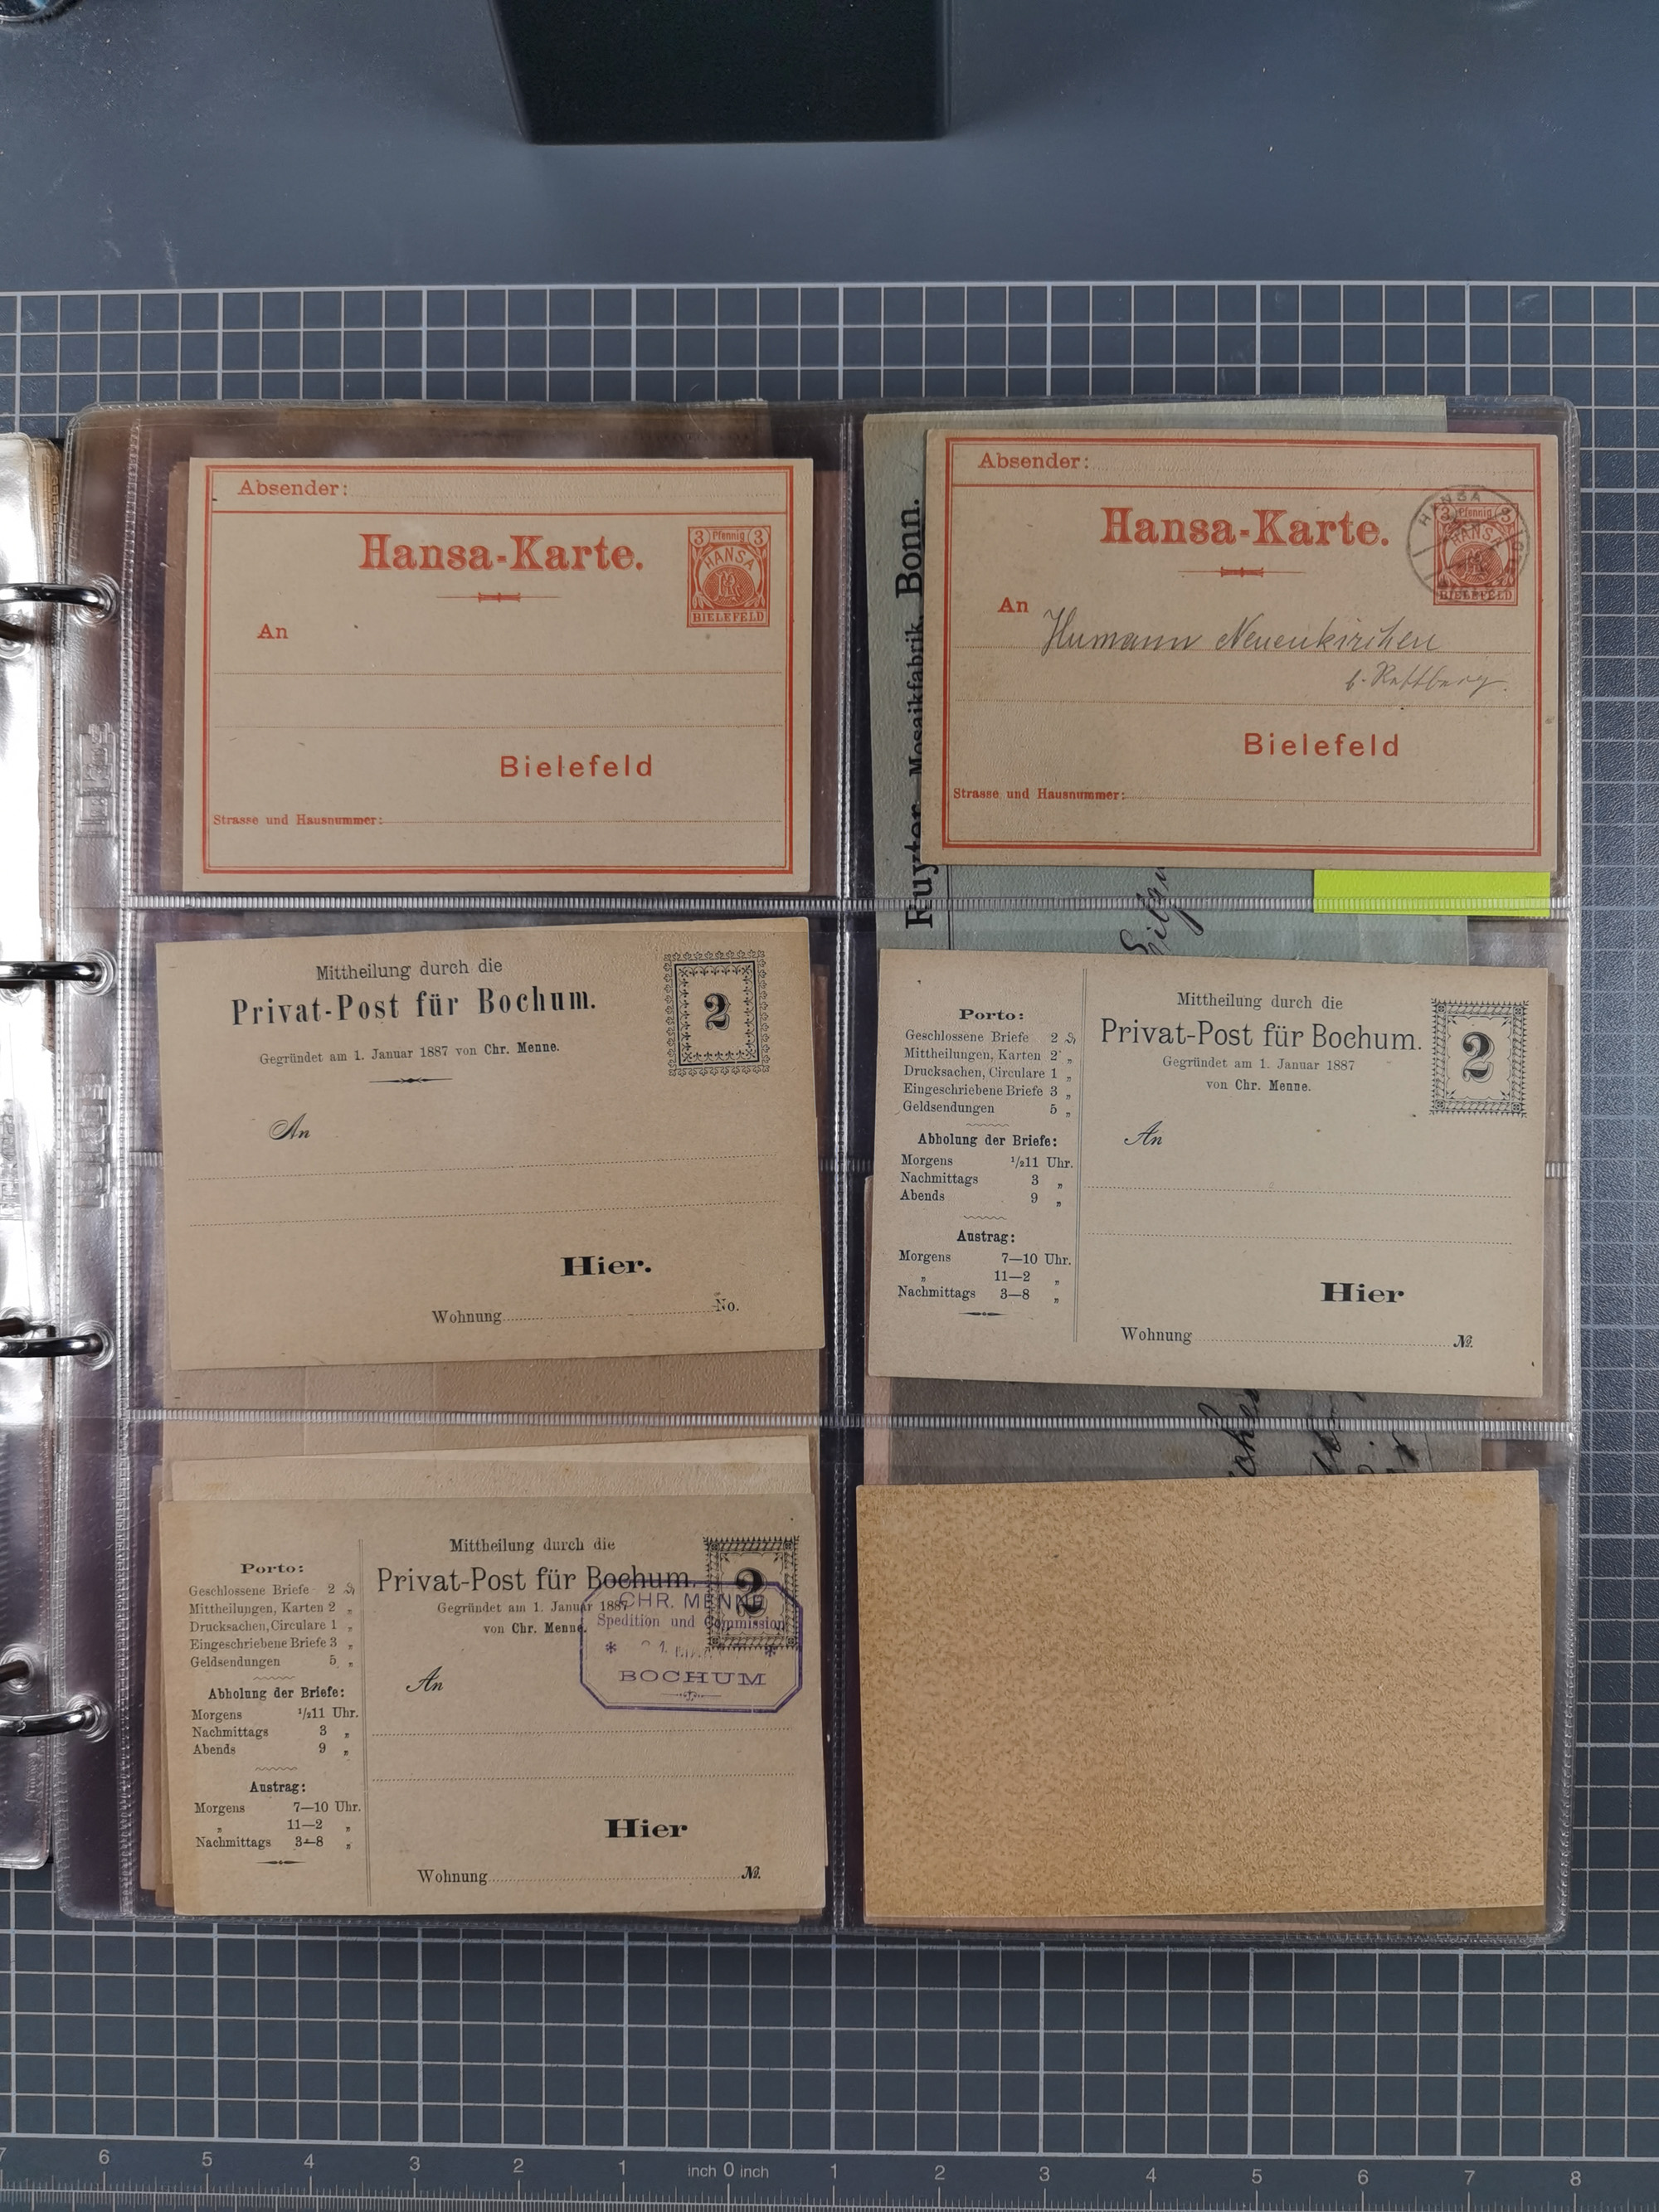 Absender:
Hansa-Karte.
3 Pfennig 3
HANSA
BIELEFELD
An
Bielefeld
Strasse und Hausnummer:
Ruyter, Mosaikfabrik, Bonn.
Absender:
Hansa-Karte.
HANSA
3 Pfennig 3
HANSA
BIELEFELD
An
Humann Neuenkirchen
Bielefeld
Strasse und Hausnummer:
Mittheilung durch die
Privat-Post für Bochum.
Gegründet am 1. Januar 1887 von Chr. Menne.
2
An
Hier.
Wohnung No.
Porto:
Geschlossene Briefe 2 ₰
Mittheilungen, Karten 2 „
Drucksachen, Circulare 1 „
Eingeschriebene Briefe 3 „
Geldsendungen 5 „
Abholung der Briefe:
Morgens 1/211 Uhr.
Nachmittags 3 „
Abends 9 „
Austrag:
Morgens 7—10 Uhr.
„ 11—2 „
Nachmittags 3—8 „
Mittheilung durch die
Privat-Post für Bochum.
Gegründet am 1. Januar 1887
von Chr. Menne.
2
An
Hier
Wohnung №.
Porto:
Geschlossene Briefe 2 ₰
Mittheilungen, Karten 2 „
Drucksachen, Circulare 1 „
Eingeschriebene Briefe 3 „
Geldsendungen 5 „
Abholung der Briefe:
Morgens 1/211 Uhr.
Nachmittags 3 „
Abends 9 „
Austrag:
Morgens 7—10 Uhr.
„ 11—2 „
Nachmittags 3—8 „
Mittheilung durch die
Privat-Post für Bochum.
Gegründet am 1. Januar 1887
von Chr. Menne.
2
CHR. MENNE
Spedition und Commission
BOCHUM
An
Hier
Wohnung №.
7 6 5 4 3 2 1 inch 0 inch 1 2 3 4 5 6 7 8